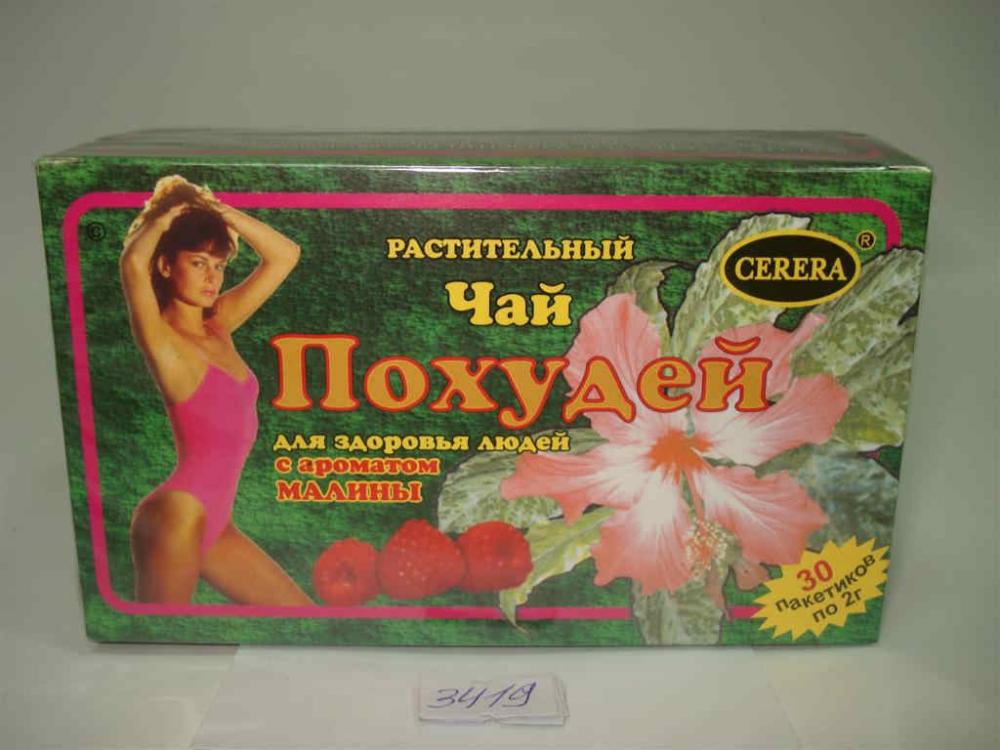 ©
РАСТИТЕЛЬНЫЙ
Чай
Похудей
для здоровья людей
с ароматом
МАЛИНЫ
CERERA ®
30
пакетиков
по 2г
3419